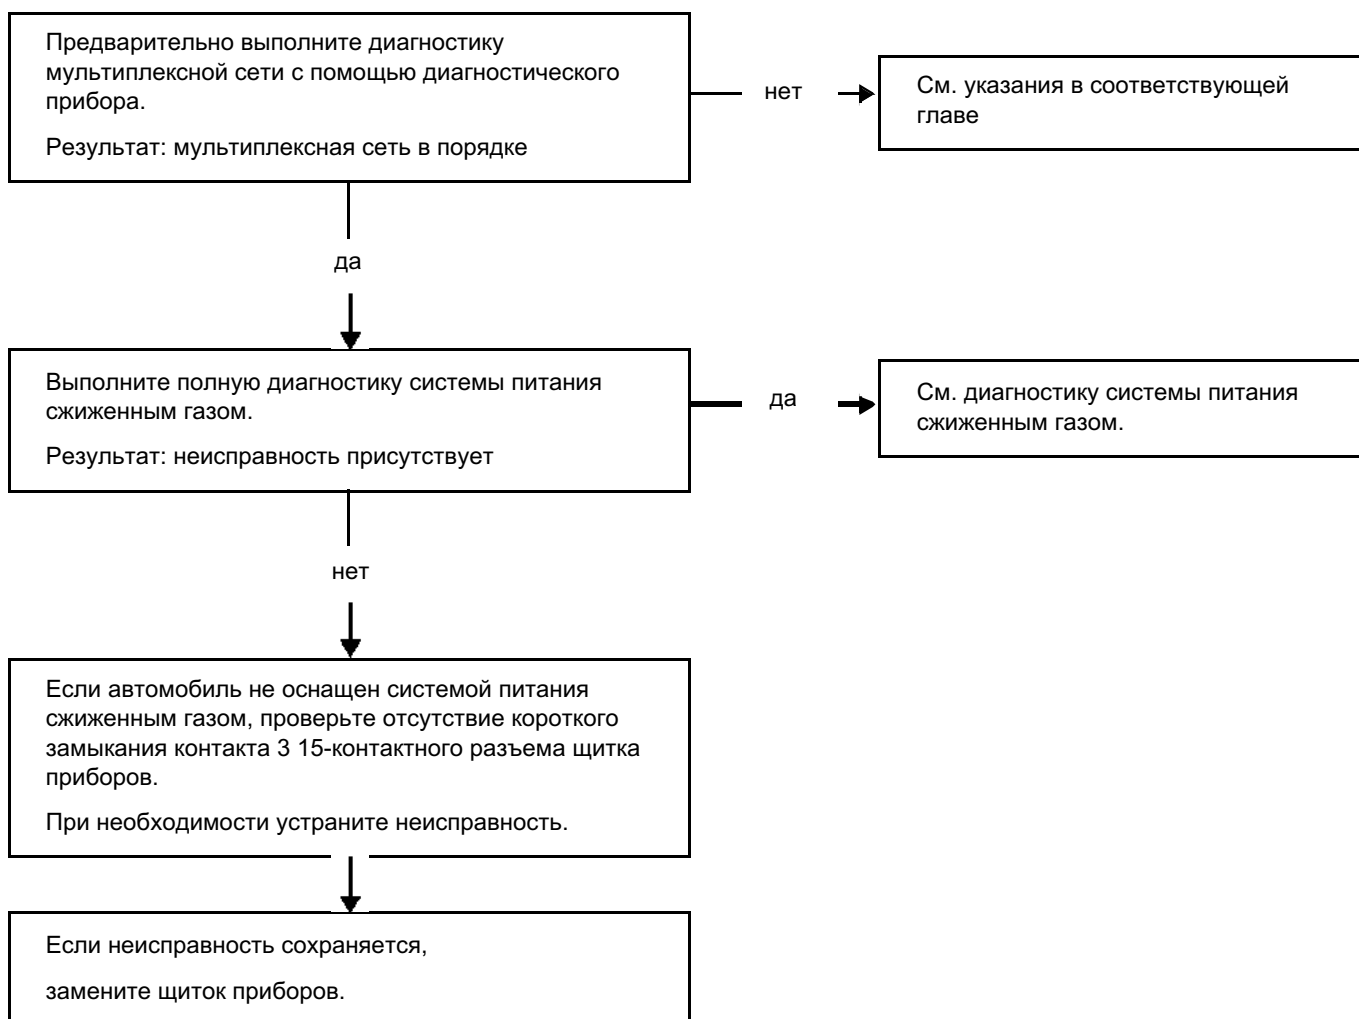 Предварительно выполните диагностику
мультиплексной сети с помощью диагностического
прибора.
Результат: мультиплексная сеть в порядке
нет
См. указания в соответствующей
главе
да
Выполните полную диагностику системы питания
сжиженным газом.
Результат: неисправность присутствует
да
См. диагностику системы питания
сжиженным газом.
нет
Если автомобиль не оснащен системой питания
сжиженным газом, проверьте отсутствие короткого
замыкания контакта 3 15-контактного разъема щитка
приборов.
При необходимости устраните неисправность.
Если неисправность сохраняется,
замените щиток приборов.